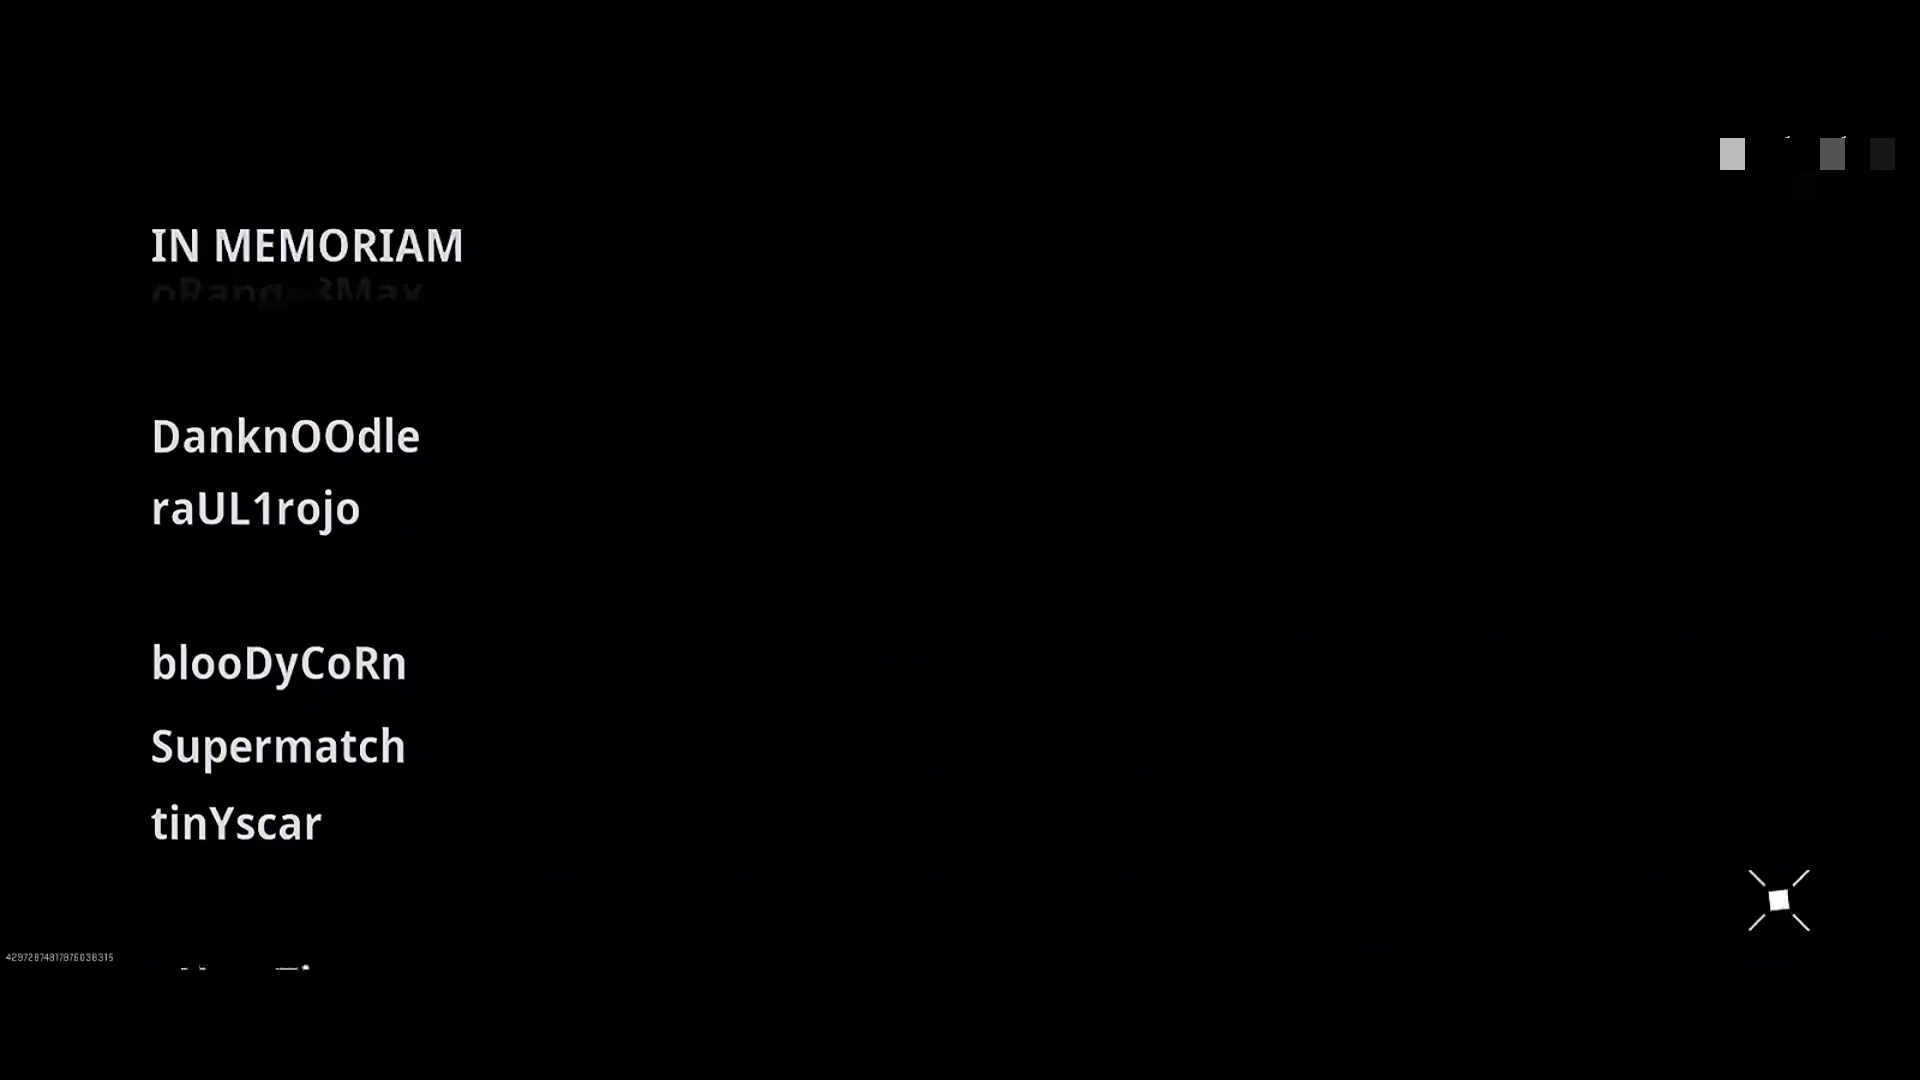 IN MEMORIAM
DanknOOdle
raUL1rojo
blooDyCoRn
Supermatch
tinYscar